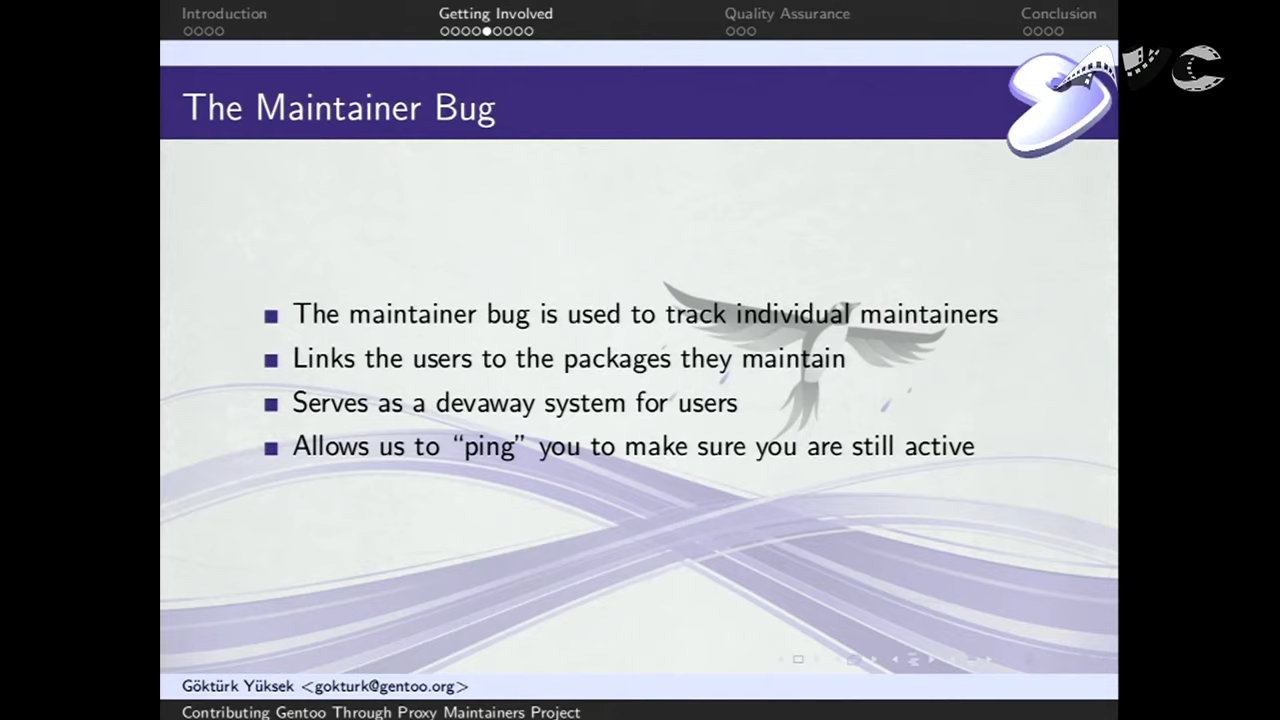 Introduction
Getting Involved
Quality Assurance
Conclusion
The Maintainer Bug
The maintainer bug is used to track individual maintainers
Links the users to the packages they maintain
Serves as a devaway system for users
Allows us to “ping” you to make sure you are still active
Göktürk Yüksek <gokturk@gentoo.org>
Contributing Gentoo Through Proxy Maintainers Project